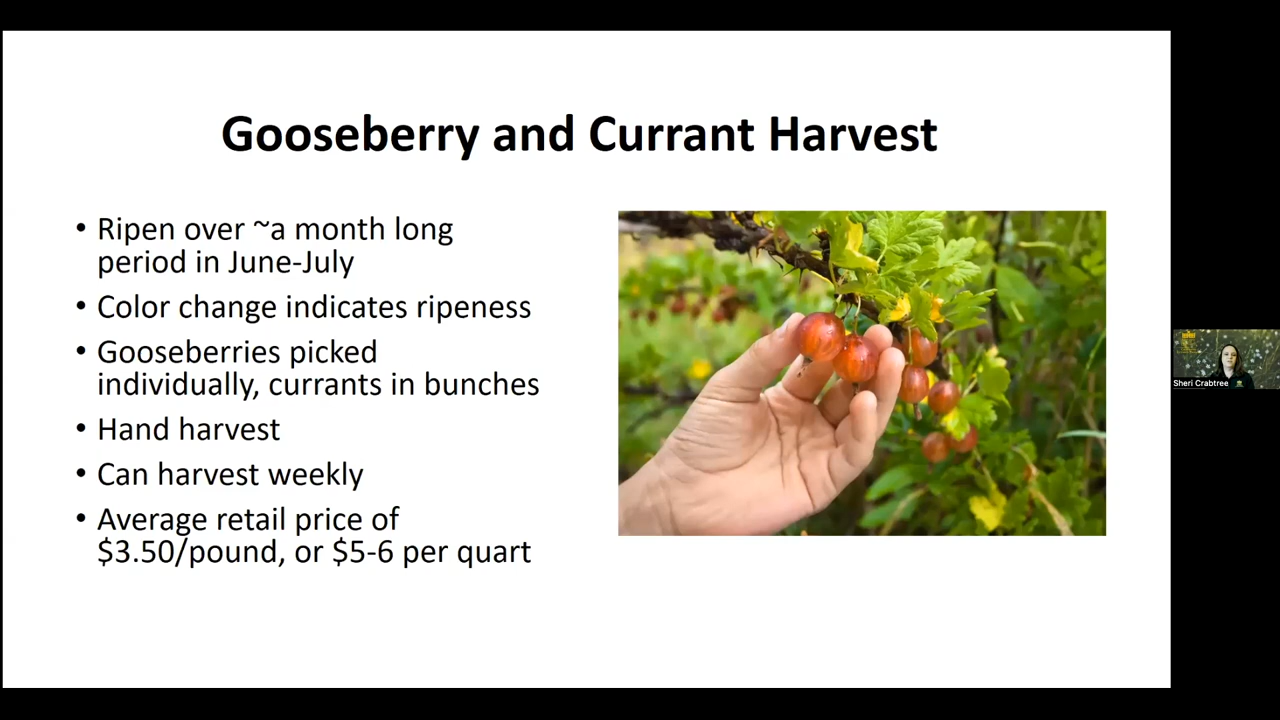 Gooseberry and Currant Harvest
• Ripen over ~a month long
period in June-July
• Color change indicates ripeness
• Gooseberries picked
individually, currants in bunches
• Hand harvest
• Can harvest weekly
• Average retail price of
$3.50/pound, or $5-6 per quart
Sheri Crabtree